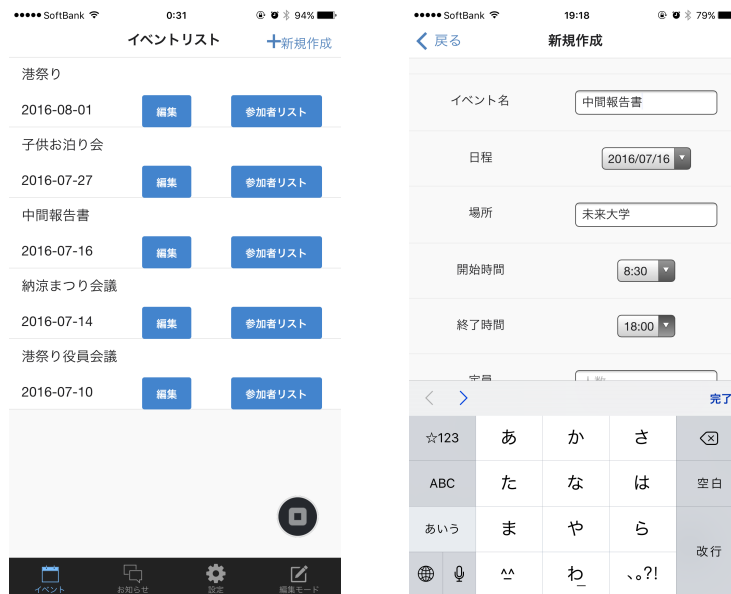 SoftBank 0:31 94%
イベントリスト
+新規作成
港祭り
2016-08-01 編集 参加者リスト
子供お泊り会
2016-07-27 編集 参加者リスト
中間報告書
2016-07-16 編集 参加者リスト
納涼まつり会議
2016-07-14 編集 参加者リスト
港祭り役員会議
2016-07-10 編集 参加者リスト
イベント お知らせ 設定 編集モード
SoftBank 19:18 79%
戻る 新規作成
イベント名 中間報告書
日程 2016/07/16
場所 未来大学
開始時間 8:30
終了時間 18:00
定員 人数
完了
☆123 あ か さ
ABC た な は 空白
あいう ま や ら
改行
^^ わ 、。?!